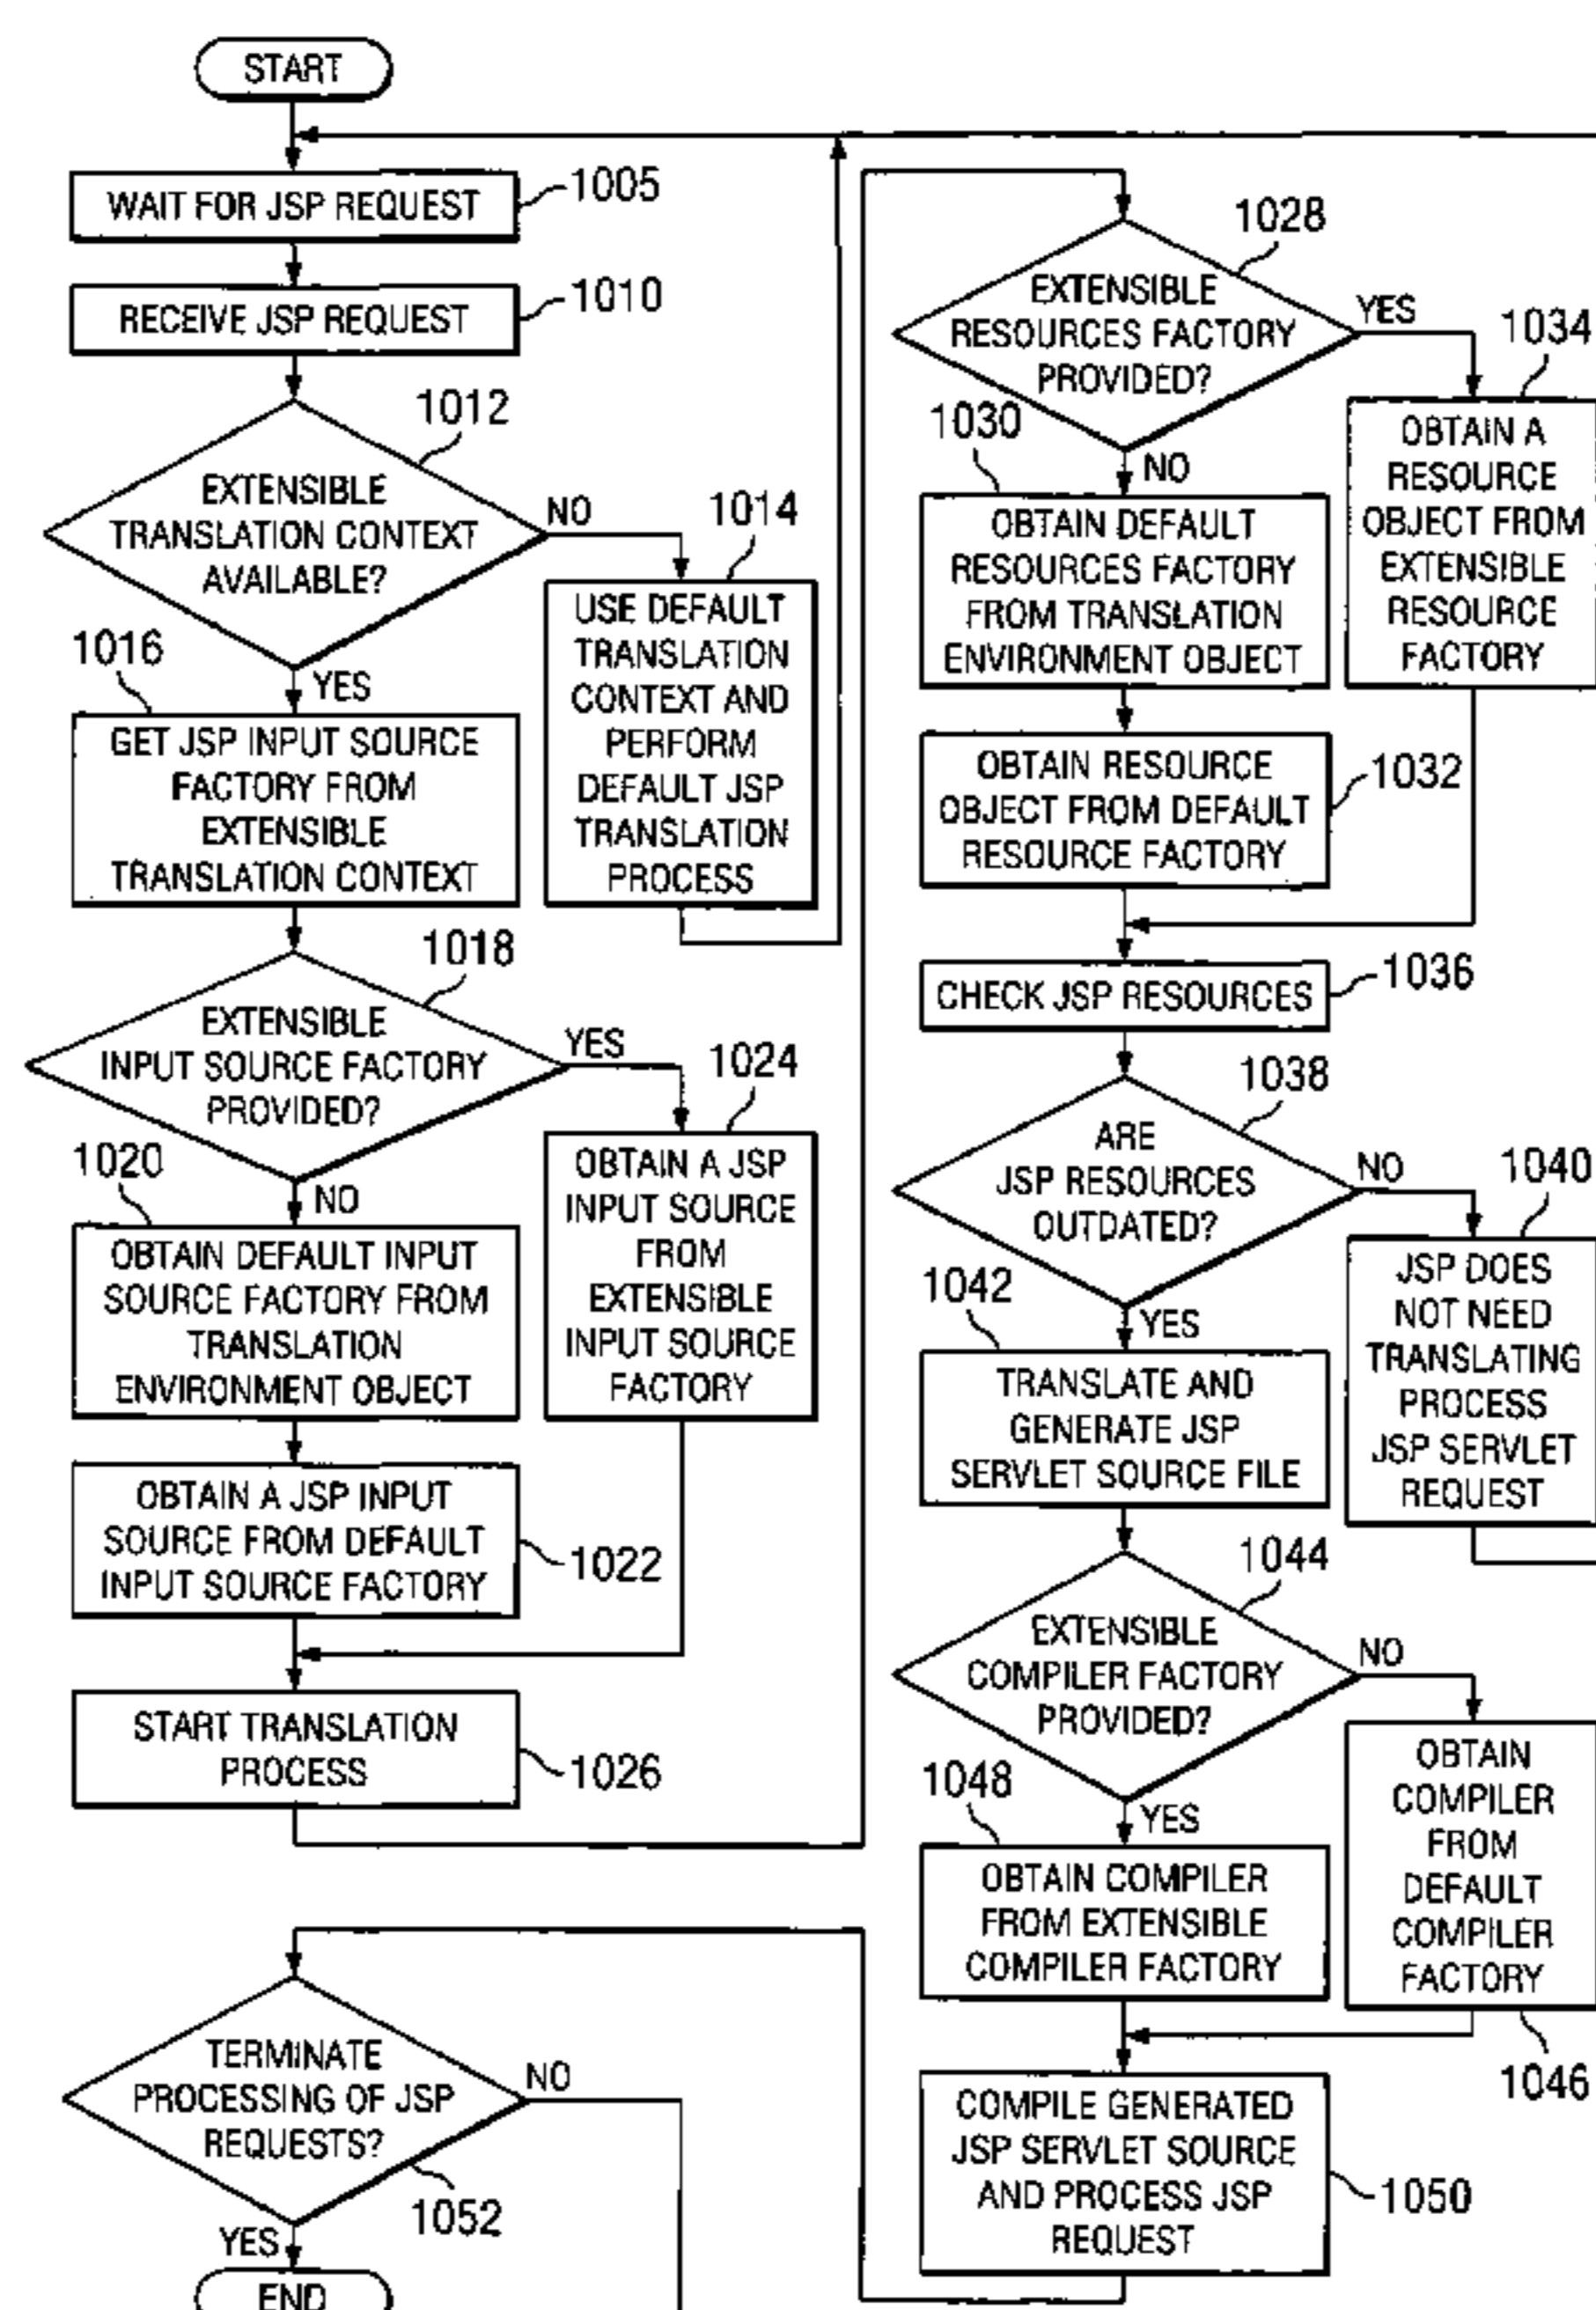 START
WAIT FOR JSP REQUEST
1005
RECEIVE JSP REQUEST
1010
1012
EXTENSIBLE
TRANSLATION CONTEXT
AVAILABLE?
NO
YES
1014
USE DEFAULT
TRANSLATION
CONTEXT AND
PERFORM
DEFAULT JSP
TRANSLATION
PROCESS
1016
GET JSP INPUT SOURCE
FACTORY FROM
EXTENSIBLE
TRANSLATION CONTEXT
1018
EXTENSIBLE
INPUT SOURCE FACTORY
PROVIDED?
YES
NO
1024
OBTAIN A JSP
INPUT SOURCE
FROM
EXTENSIBLE
INPUT SOURCE
FACTORY
1020
OBTAIN DEFAULT INPUT
SOURCE FACTORY FROM
TRANSLATION
ENVIRONMENT OBJECT
OBTAIN A JSP INPUT
SOURCE FROM DEFAULT
INPUT SOURCE FACTORY
1022
START TRANSLATION
PROCESS
1026
1028
EXTENSIBLE
RESOURCES FACTORY
PROVIDED?
YES
NO
1034
OBTAIN A
RESOURCE
OBJECT FROM
EXTENSIBLE
RESOURCE
FACTORY
1030
OBTAIN DEFAULT
RESOURCES FACTORY
FROM TRANSLATION
ENVIRONMENT OBJECT
OBTAIN RESOURCE
OBJECT FROM DEFAULT
RESOURCE FACTORY
1032
CHECK JSP RESOURCES
1036
1038
ARE
JSP RESOURCES
OUTDATED?
NO
YES
1040
JSP DOES
NOT NEED
TRANSLATING
PROCESS
JSP SERVLET
REQUEST
1042
TRANSLATE AND
GENERATE JSP
SERVLET SOURCE FILE
1044
EXTENSIBLE
COMPILER FACTORY
PROVIDED?
NO
YES
OBTAIN
COMPILER
FROM
DEFAULT
COMPILER
FACTORY
1046
1048
OBTAIN COMPILER
FROM EXTENSIBLE
COMPILER FACTORY
COMPILE GENERATED
JSP SERVLET SOURCE
AND PROCESS JSP
REQUEST
1050
TERMINATE
PROCESSING OF JSP
REQUESTS?
NO
1052
YES
END